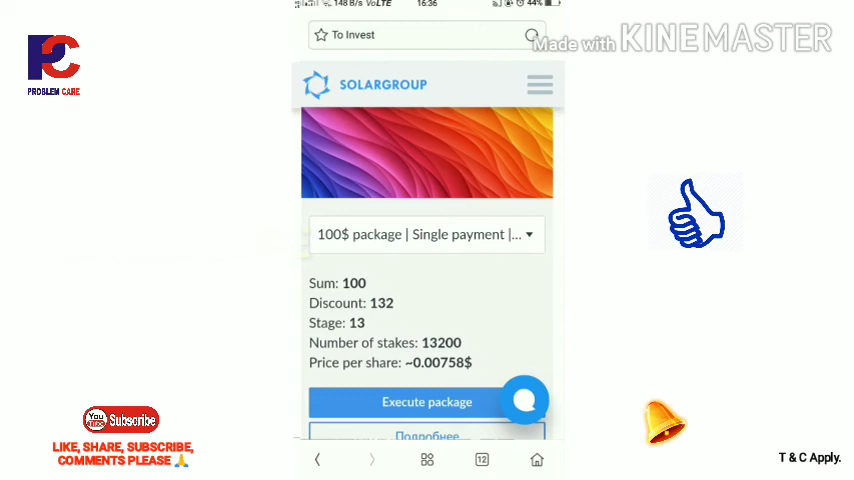 148 B/s VoLTE 16:36 44%
To Invest
Made with KINEMASTER
PC
PROBLEM CARE
SOLARGROUP
100$ package | Single payment |...
Sum: 100
Discount: 132
Stage: 13
Number of stakes: 13200
Price per share: ~0.00758$
Execute package
Подробнее
You Tube Subscribe
LIKE, SHARE, SUBSCRIBE,
COMMENTS PLEASE 🙏
T & C Apply.
12